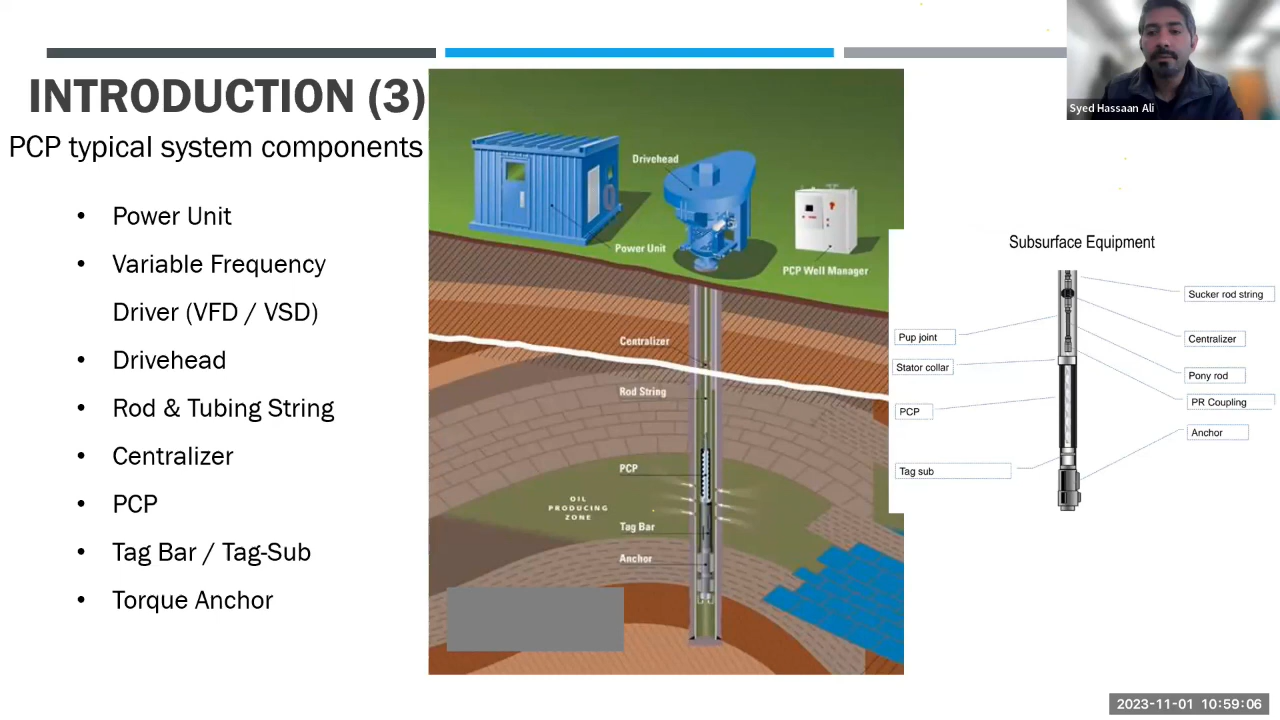 INTRODUCTION (3)
PCP typical system components
• Power Unit
• Variable Frequency
Driver (VFD / VSD)
• Drivehead
• Rod & Tubing String
• Centralizer
• PCP
• Tag Bar / Tag-Sub
• Torque Anchor
Drivehead
Power Unit
PCP Well Manager
Centralizer
Rod String
PCP
OIL
PRODUCING
ZONE
Tag Bar
Anchor
Syed Hassaan Ali
Subsurface Equipment
Sucker rod string
Centralizer
Pup joint
Stator collar
Pony rod
PR Coupling
PCP
Anchor
Tag sub
2023-11-01 10:59:06